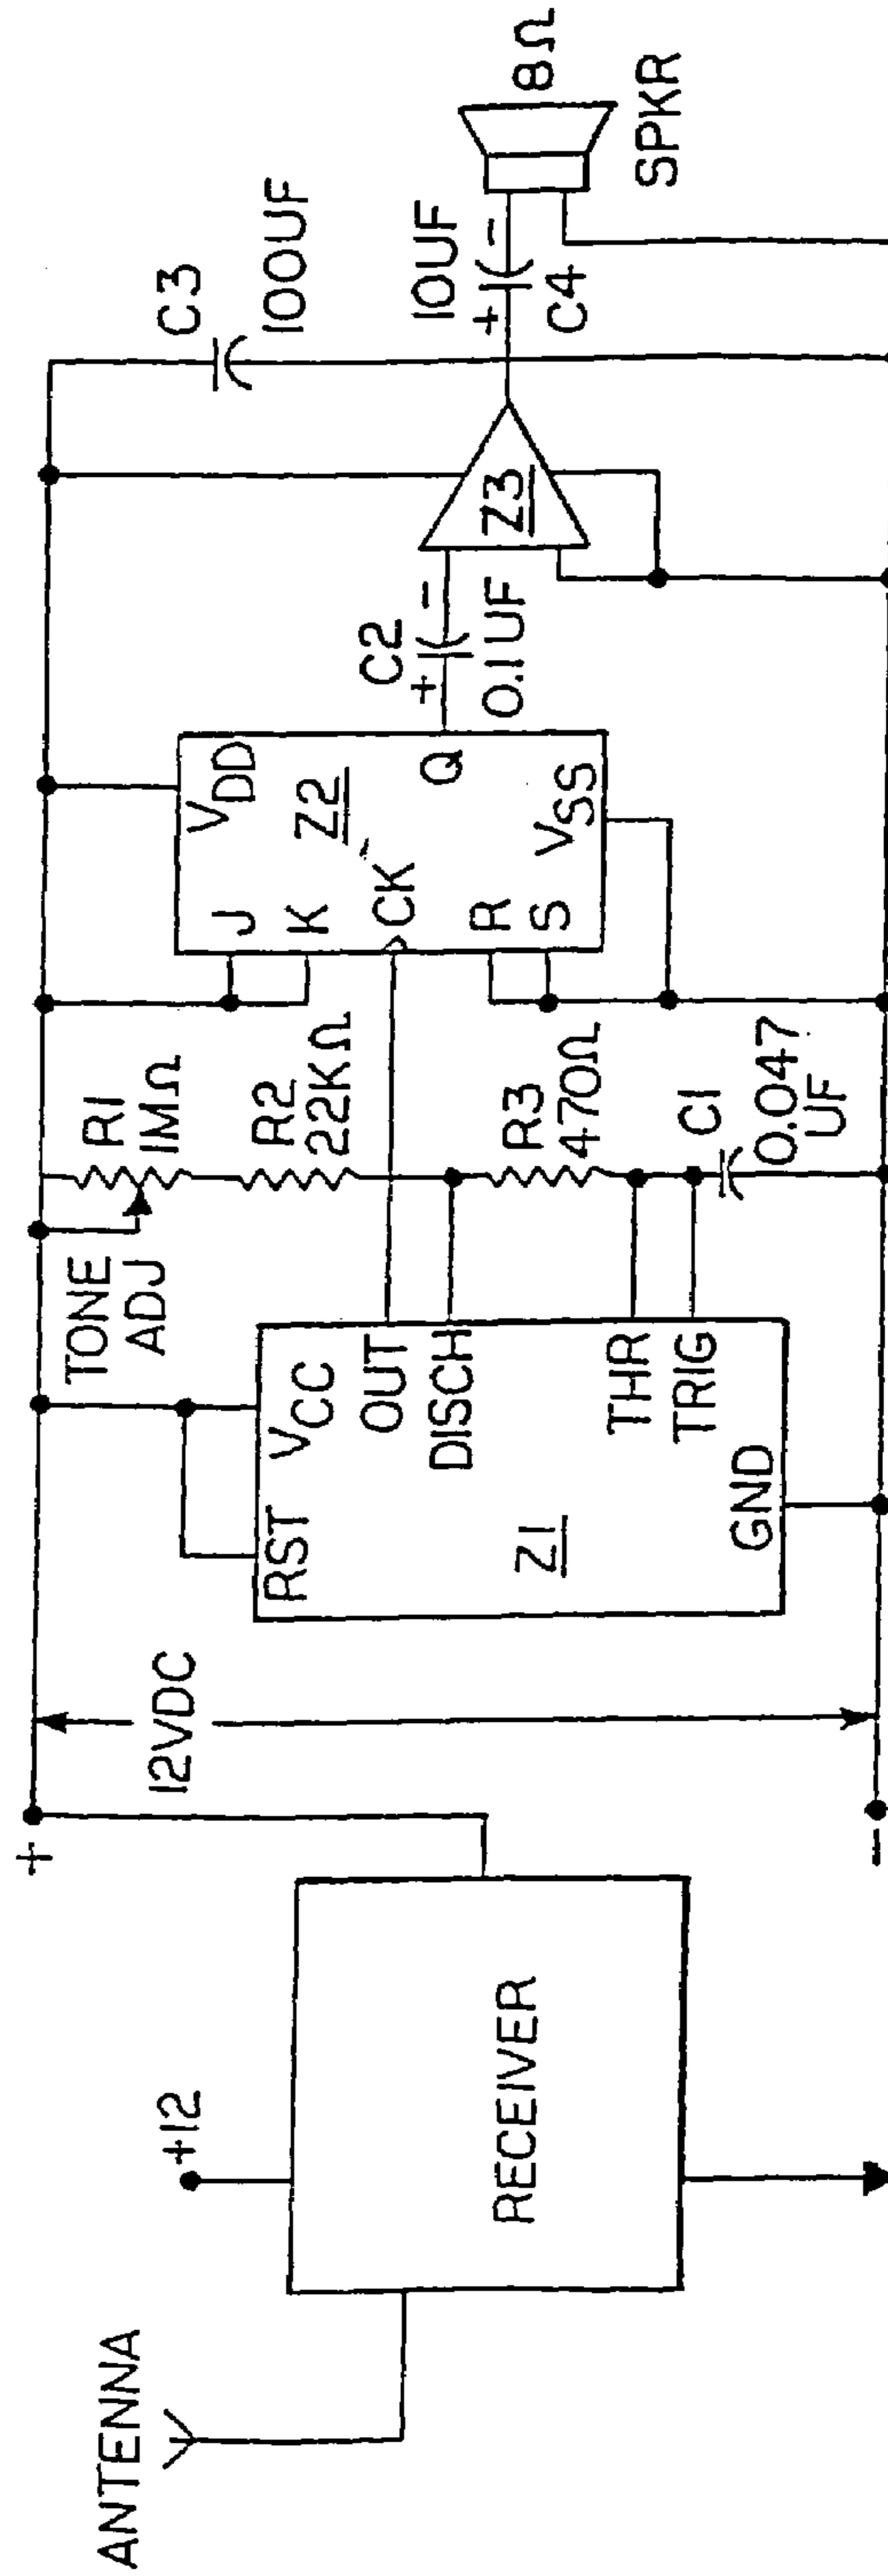 ANTENNA
+12
RECEIVER
+
12VDC
-
RST
VCC
OUT
DISCH
THR
TRIG
GND
Z1
TONE
ADJ
R1
1MΩ
R2
22KΩ
R3
470Ω
C1
0.047
UF
J
K
CK
R
S
VDD
Z2
Q
VSS
C2
+ -
0.1UF
Z3
C3
100UF
10UF
+ -
C4
8Ω
SPKR